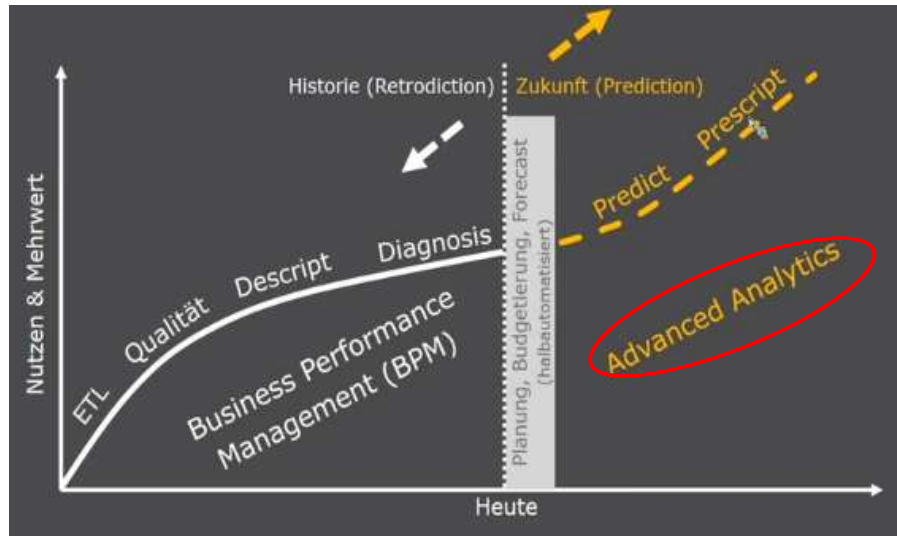 Historie (Retrodiction)
Zukunft (Prediction)
Nutzen & Mehrwert
ETL
Qualität
Descript
Diagnosis
Predict
Prescript
Business Performance
Management (BPM)
Planung, Budgetierung, Forecast
(halbautomatisiert)
Advanced Analytics
Heute